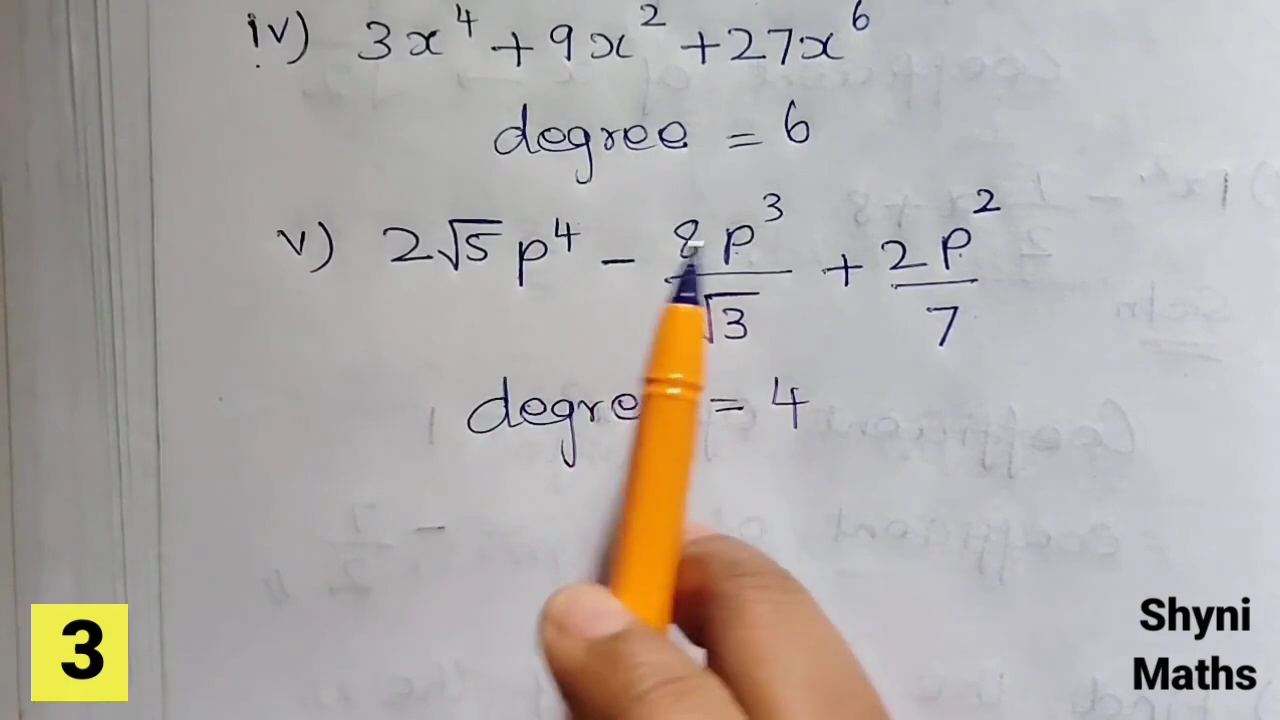 iv) 3x⁴ + 9x² + 27x⁶
degree = 6
v) 2√5 p⁴ - 8p³/√3 + 2p²/7
degree = 4
3
Shyni
Maths